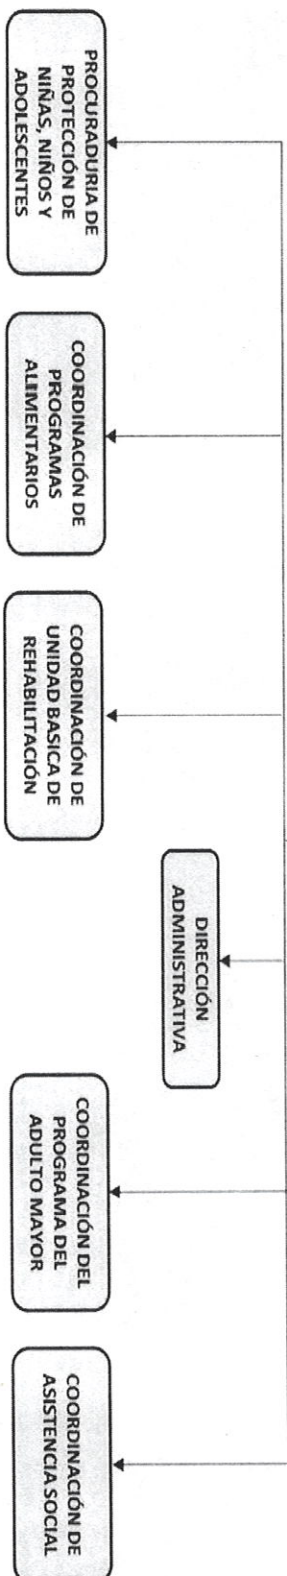 PROCURADURIA DE
PROTECCIÓN DE
NIÑAS, NIÑOS Y
ADOLESCENTES
COORDINACIÓN DE
PROGRAMAS
ALIMENTARIOS
COORDINACIÓN DE
UNIDAD BASICA DE
REHABILITACIÓN
DIRECCIÓN
ADMINISTRATIVA
COORDINACIÓN DEL
PROGRAMA DEL
ADULTO MAYOR
COORDINACIÓN DE
ASISTENCIA SOCIAL